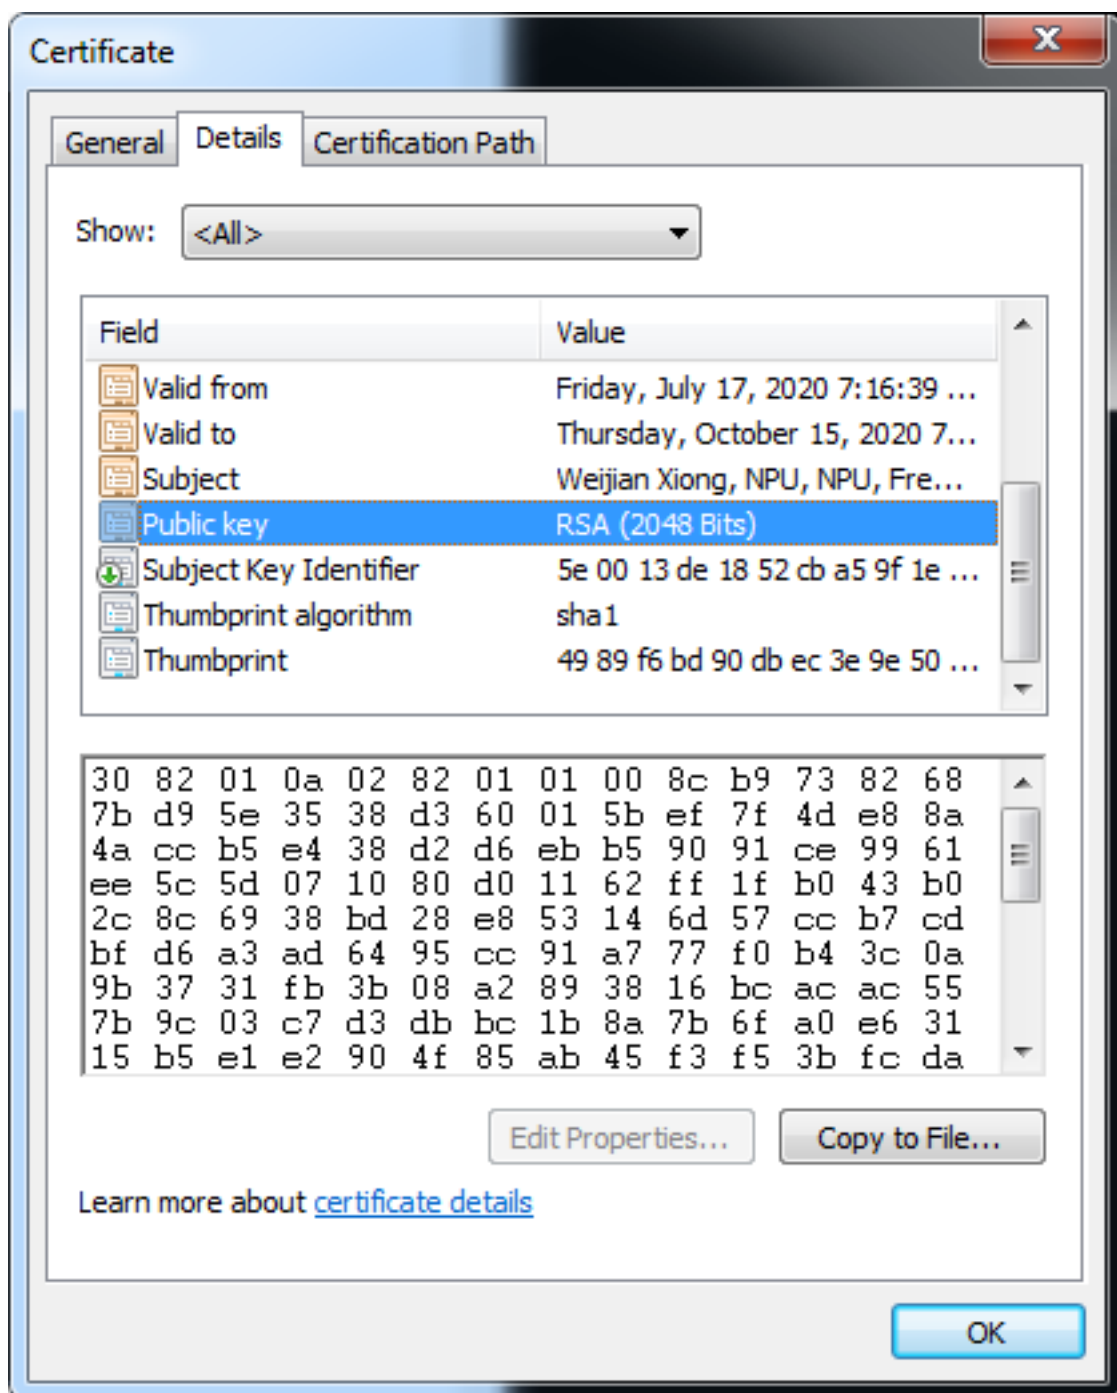 Certificate
General Details Certification Path
Show: <All>
Field Value
Valid from Friday, July 17, 2020 7:16:39 ...
Valid to Thursday, October 15, 2020 7...
Subject Weijian Xiong, NPU, NPU, Fre...
Public key RSA (2048 Bits)
Subject Key Identifier 5e 00 13 de 18 52 cb a5 9f 1e ...
Thumbprint algorithm sha1
Thumbprint 49 89 f6 bd 90 db ec 3e 9e 50 ...
30 82 01 0a 02 82 01 01 00 8c b9 73 82 68
7b d9 5e 35 38 d3 60 01 5b ef 7f 4d e8 8a
4a cc b5 e4 38 d2 d6 eb b5 90 91 ce 99 61
ee 5c 5d 07 10 80 d0 11 62 ff 1f b0 43 b0
2c 8c 69 38 bd 28 e8 53 14 6d 57 cc b7 cd
bf d6 a3 ad 64 95 cc 91 a7 77 f0 b4 3c 0a
9b 37 31 fb 3b 08 a2 89 38 16 bc ac ac 55
7b 9c 03 c7 d3 db bc 1b 8a 7b 6f a0 e6 31
15 b5 e1 e2 90 4f 85 ab 45 f3 f5 3b fc da
Edit Properties... Copy to File...
Learn more about certificate details
OK